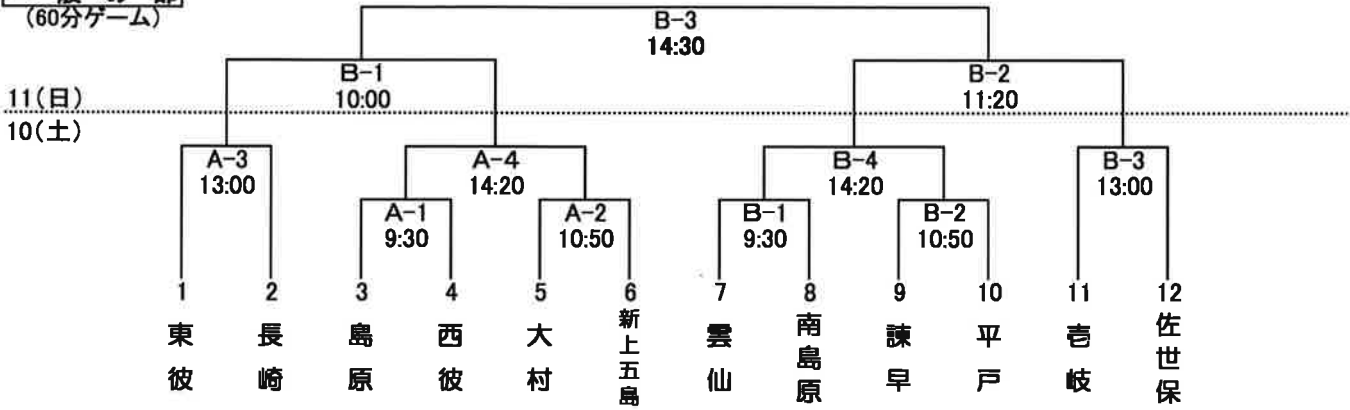 (60分ゲーム)
B-3
14:30
B-1
10:00
B-2
11:20
11(日)
10(土)
A-3
13:00
A-4
14:20
B-4
14:20
B-3
13:00
A-1
9:30
A-2
10:50
B-1
9:30
B-2
10:50
1 2 3 4 5 6 7 8 9 10 11 12
東彼
長崎
島原
西彼
大村
新上五島
雲仙
南島原
諫早
平戸
壱岐
佐世保